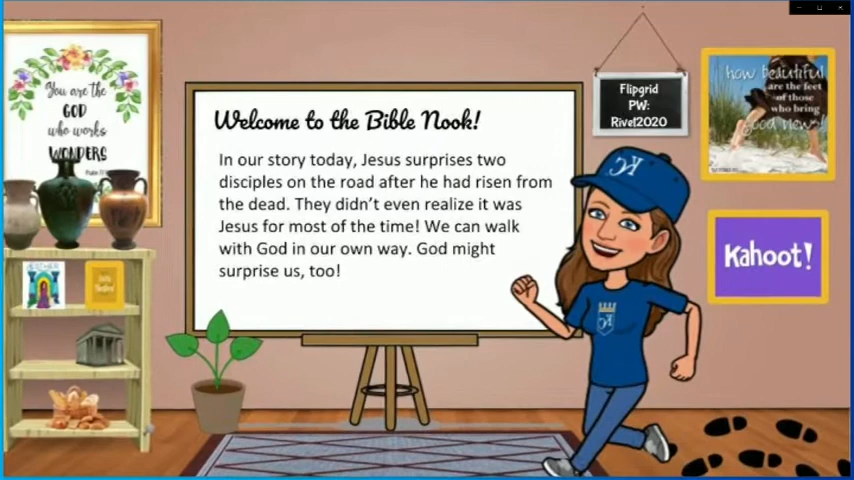 You are the
GOD
who works
WONDERS
Welcome to the Bible Nook!
In our story today, Jesus surprises two
disciples on the road after he had risen from
the dead. They didn't even realize it was
Jesus for most of the time! We can walk
with God in our own way. God might
surprise us, too!
Flipgrid
PW:
Rivel2020
how beautiful
are the feet
of those
who bring
good news!
Kahoot!
KC
KC